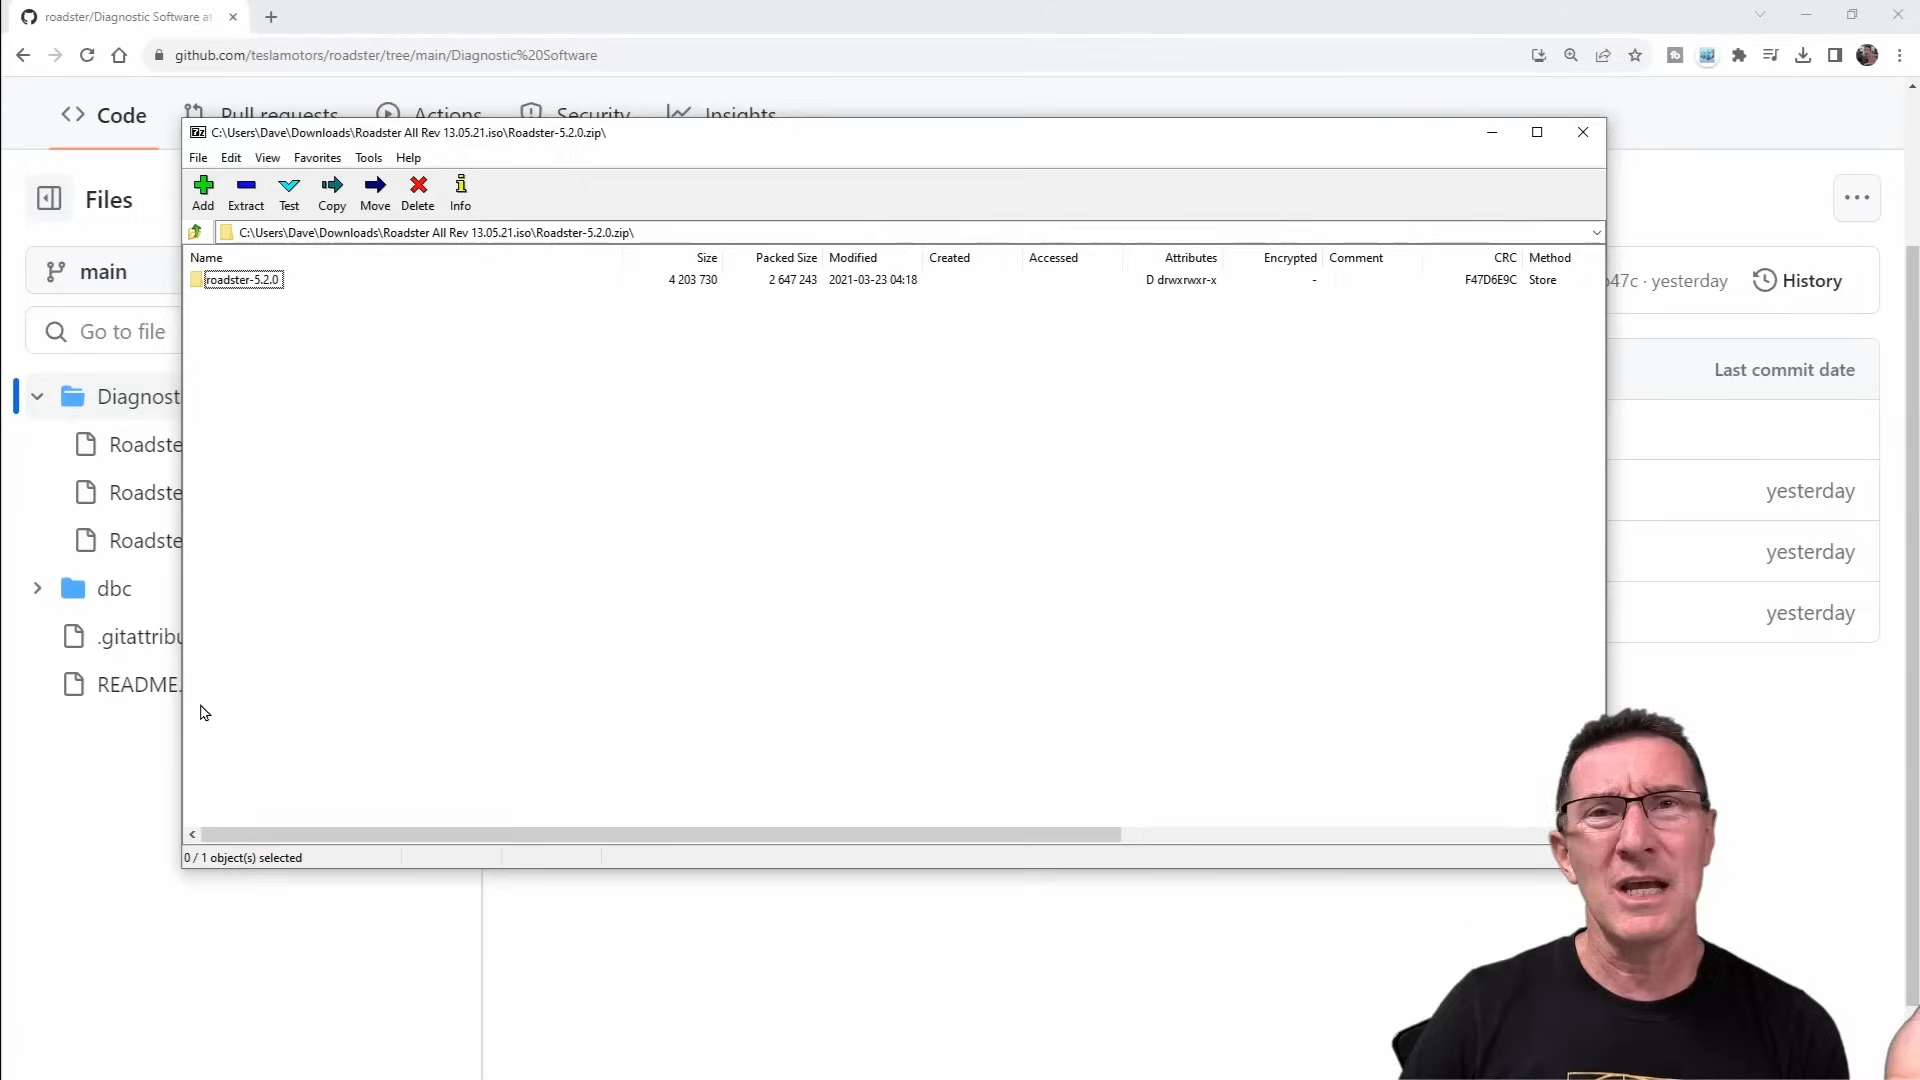 roadster/Diagnostic Software at
github.com/teslamotors/roadster/tree/main/Diagnostic%20Software
Code
Pull requests
Actions
Security
Insights
C:\Users\Dave\Downloads\Roadster All Rev 13.05.21.iso\Roadster-5.2.0.zip\
File Edit View Favorites Tools Help
Add Extract Test Copy Move Delete Info
C:\Users\Dave\Downloads\Roadster All Rev 13.05.21.iso\Roadster-5.2.0.zip\
Name Size Packed Size Modified Created Accessed Attributes Encrypted Comment CRC Method
roadster-5.2.0 4 203 730 2 647 243 2021-03-23 04:18 D drwxrwxr-x - F47D6E9C Store
0 / 1 object(s) selected
Files
main
Go to file
Diagnost
Roadste
Roadste
Roadste
dbc
.gitattribu
README.
47c · yesterday
History
Last commit date
yesterday
yesterday
yesterday